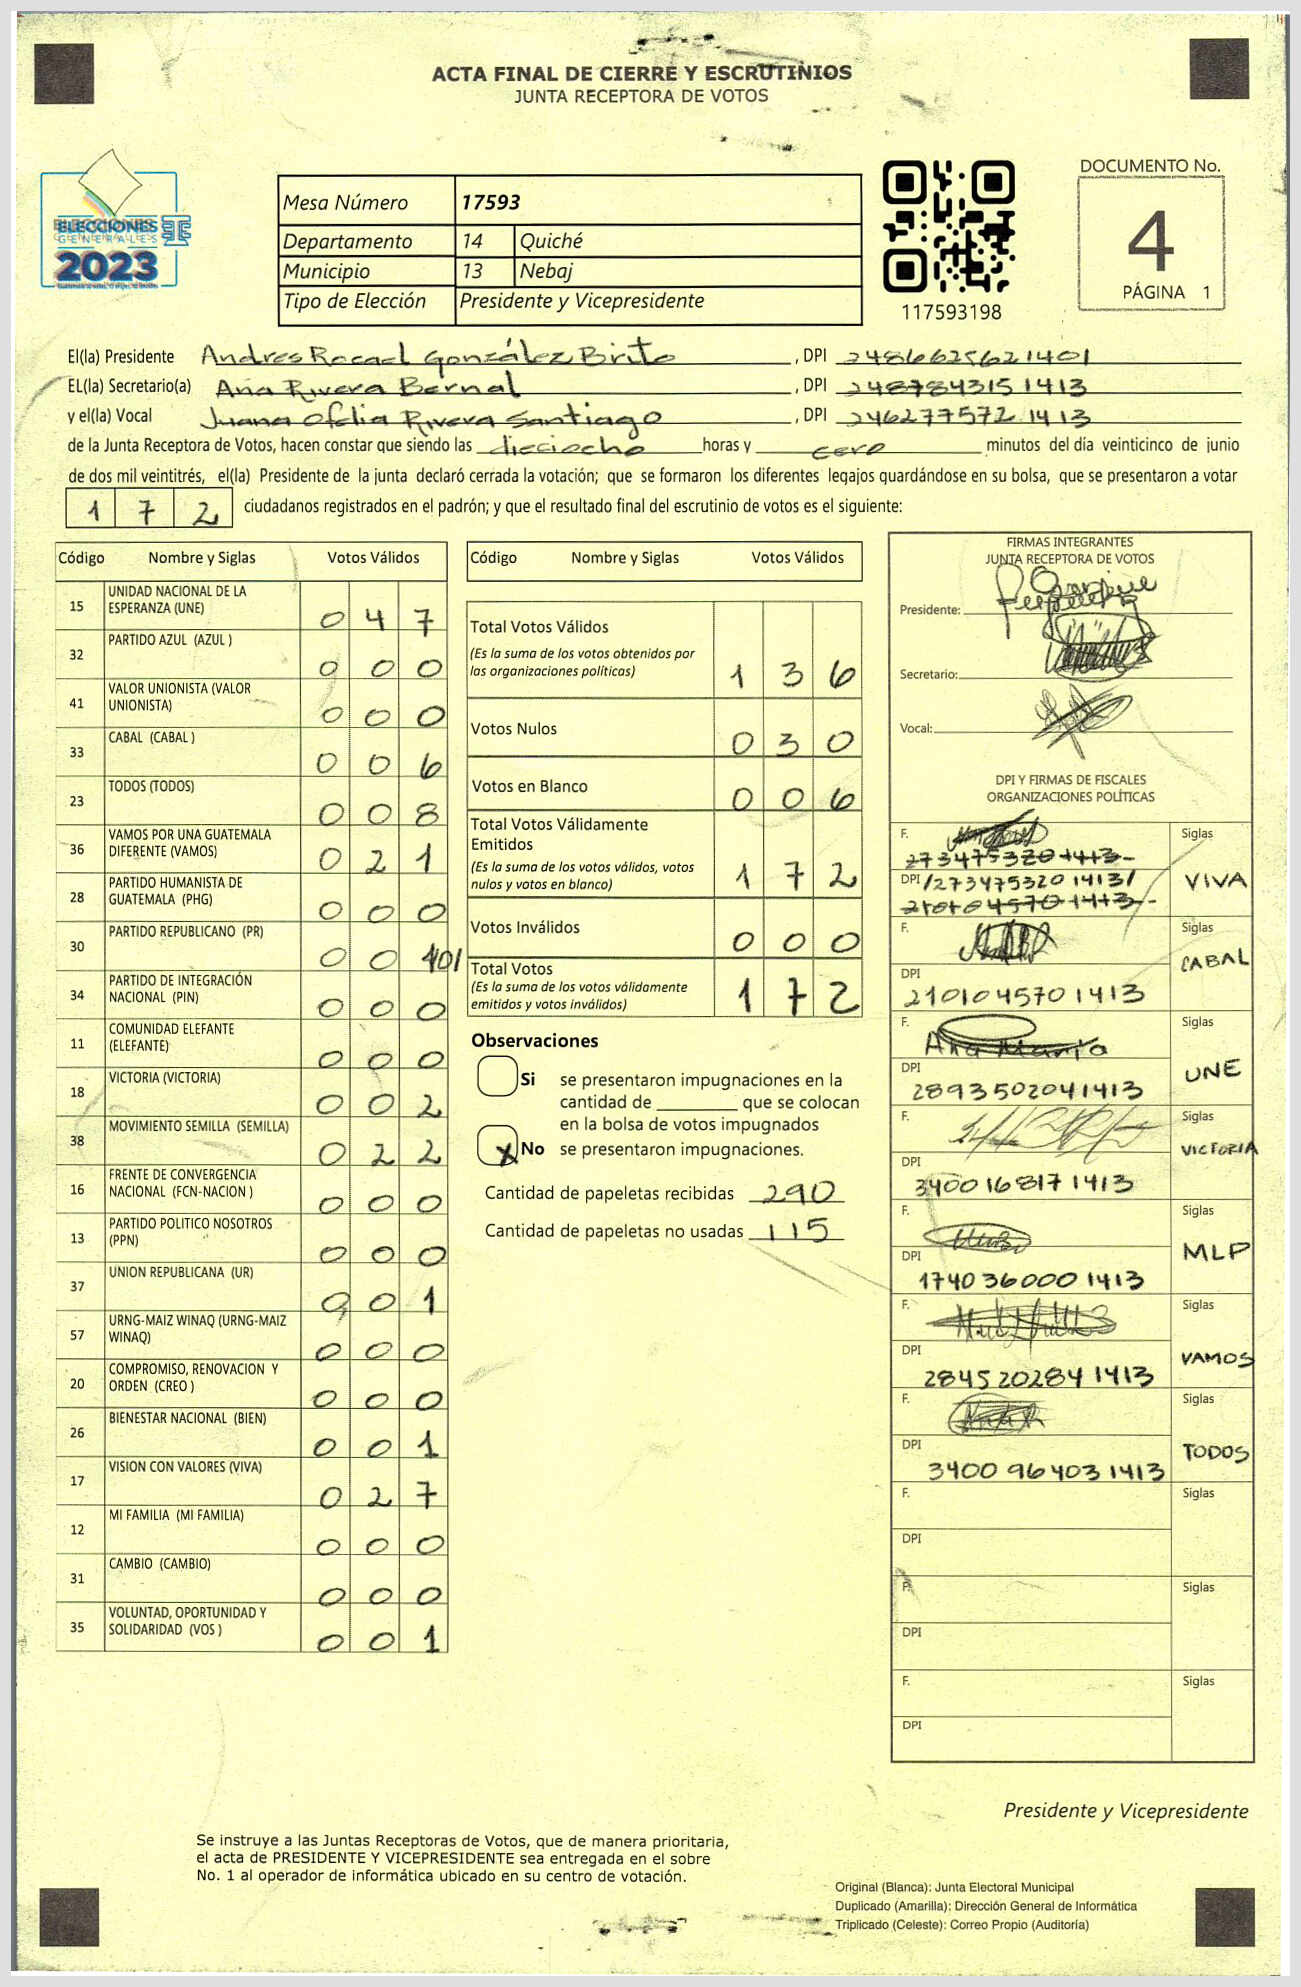 ACTA FINAL DE CIERRE Y ESCRUTINIOS
JUNTA RECEPTORA DE VOTOS
ELECCIONES
GENERALES
2023
Mesa Número 17593
Departamento 14 Quiché
Municipio 13 Nebaj
Tipo de Elección Presidente y Vicepresidente
117593198
DOCUMENTO No.
4
PÁGINA 1
El(la) Presidente Andres Rocael González Brito , DPI 2486625621401
EL(la) Secretario(a) Ana Rivera Bernal , DPI 2487843151413
y el(la) Vocal Juana Ofelia Rivera Santiago , DPI 246277572 1413
de la Junta Receptora de Votos, hacen constar que siendo las dieciocho horas y cero minutos del día veinticinco de junio
de dos mil veintitrés, el(la) Presidente de la junta declaró cerrada la votación; que se formaron los diferentes legajos quardándose en su bolsa, que se presentaron a votar
1 7 2 ciudadanos registrados en el padrón; y que el resultado final del escrutinio de votos es el siguiente:
Código Nombre y Siglas Votos Válidos
15 UNIDAD NACIONAL DE LA
ESPERANZA (UNE) 0 4 7
32 PARTIDO AZUL (AZUL ) 0 0 0
41 VALOR UNIONISTA (VALOR
UNIONISTA) 0 0 0
33 CABAL (CABAL ) 0 0 6
23 TODOS (TODOS) 0 0 8
36 VAMOS POR UNA GUATEMALA
DIFERENTE (VAMOS) 0 2 1
28 PARTIDO HUMANISTA DE
GUATEMALA (PHG) 0 0 0
30 PARTIDO REPUBLICANO (PR) 0 0
34 PARTIDO DE INTEGRACIÓN
NACIONAL (PIN) 0 0 0
11 COMUNIDAD ELEFANTE
(ELEFANTE) 0 0 0
18 VICTORIA (VICTORIA) 0 0 2
38 MOVIMIENTO SEMILLA (SEMILLA) 0 2 2
16 FRENTE DE CONVERGENCIA
NACIONAL (FCN-NACION ) 0 0 0
13 PARTIDO POLITICO NOSOTROS
(PPN) 0 0 0
37 UNION REPUBLICANA (UR) 0 0 1
57 URNG-MAIZ WINAQ (URNG-MAIZ
WINAQ) 0 0 0
20 COMPROMISO, RENOVACION Y
ORDEN (CREO ) 0 0 0
26 BIENESTAR NACIONAL (BIEN) 0 0 1
17 VISION CON VALORES (VIVA) 0 2 7
12 MI FAMILIA (MI FAMILIA) 0 0 0
31 CAMBIO (CAMBIO) 0 0 0
35 VOLUNTAD, OPORTUNIDAD Y
SOLIDARIDAD (VOS ) 0 0 1
Código Nombre y Siglas Votos Válidos
Total Votos Válidos
(Es la suma de los votos obtenidos por
las organizaciones políticas) 1 3 6
Votos Nulos 0 3 0
Votos en Blanco 0 0 6
Total Votos Válidamente
Emitidos
(Es la suma de los votos válidos, votos
nulos y votos en blanco) 1 7 2
Votos Inválidos 0 0 0
Total Votos
(Es la suma de los votos válidamente
emitidos y votos inválidos) 1 7 2
Observaciones
Si se presentaron impugnaciones en la
cantidad de ________ que se colocan
en la bolsa de votos impugnados
X No se presentaron impugnaciones.
Cantidad de papeletas recibidas 290
Cantidad de papeletas no usadas 115
FIRMAS INTEGRANTES
JUNTA RECEPTORA DE VOTOS
Presidente:
Secretario:
Vocal:
DPI Y FIRMAS DE FISCALES
ORGANIZACIONES POLÍTICAS
F. Siglas
273475320 1413
DPI /273475320 1413/ VIVA
210104570 1413
F. Siglas
CABAL
DPI
210104570 1413
F. Siglas
Ana Maria
DPI UNE
2893502041413
F. Siglas
VICTORIA
DPI
3400 16817 1413
F. Siglas
MLP
DPI
1740 36000 1413
F. Siglas
DPI VAMOS
2845 20284 1413
F. Siglas
DPI TODOS
3400 96403 1413
F. Siglas
DPI
F. Siglas
DPI
F. Siglas
DPI
Presidente y Vicepresidente
Se instruye a las Juntas Receptoras de Votos, que de manera prioritaria,
el acta de PRESIDENTE Y VICEPRESIDENTE sea entregada en el sobre
No. 1 al operador de informática ubicado en su centro de votación.
Original (Blanca): Junta Electoral Municipal
Duplicado (Amarilla): Dirección General de Informática
Triplicado (Celeste): Correo Propio (Auditoría)